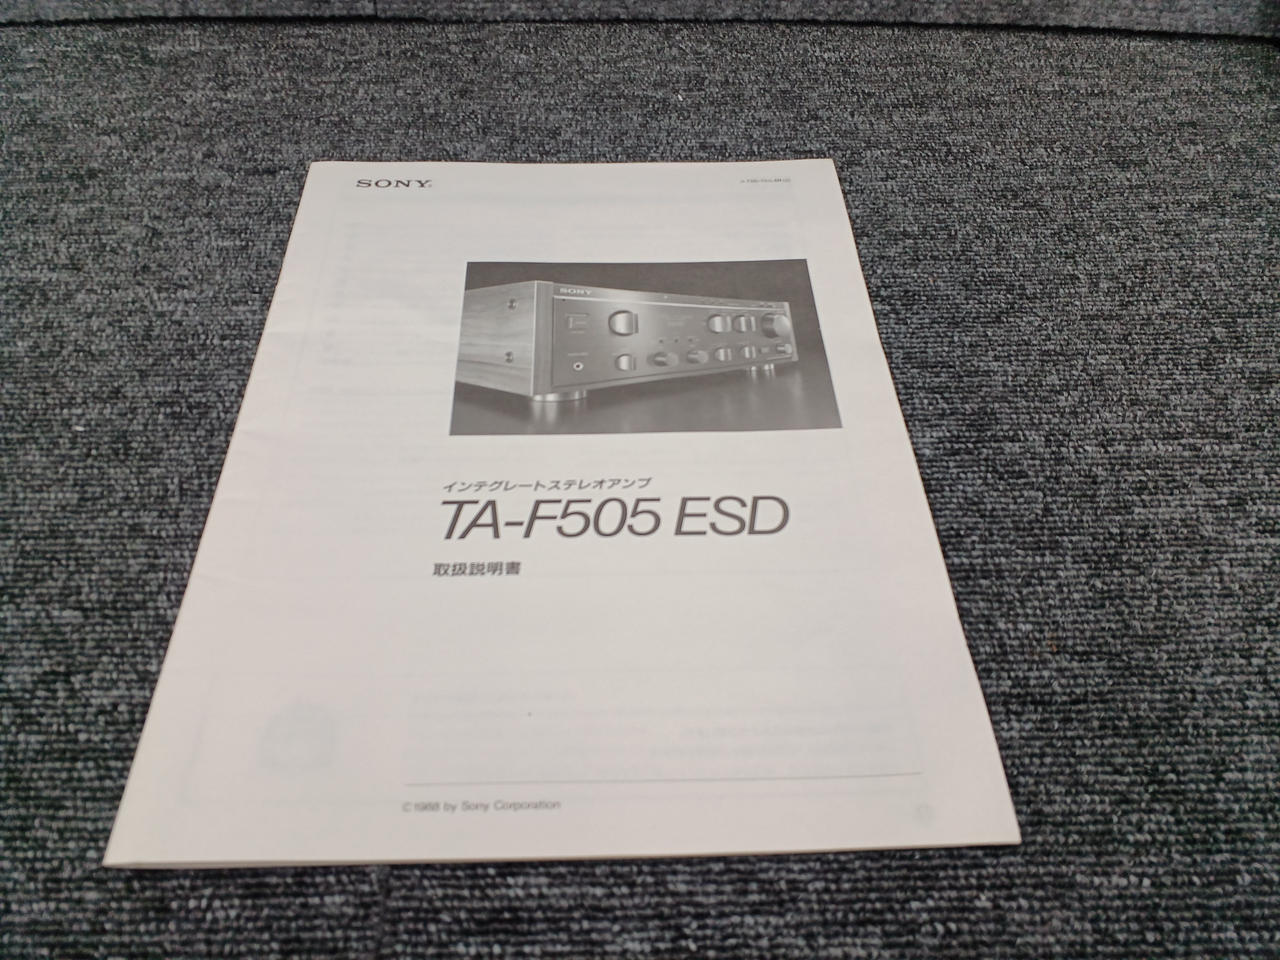 SONY
SONY
インテグレートステレオアンプ
TA-F505 ESD
取扱説明書
©1988 by Sony Corporation